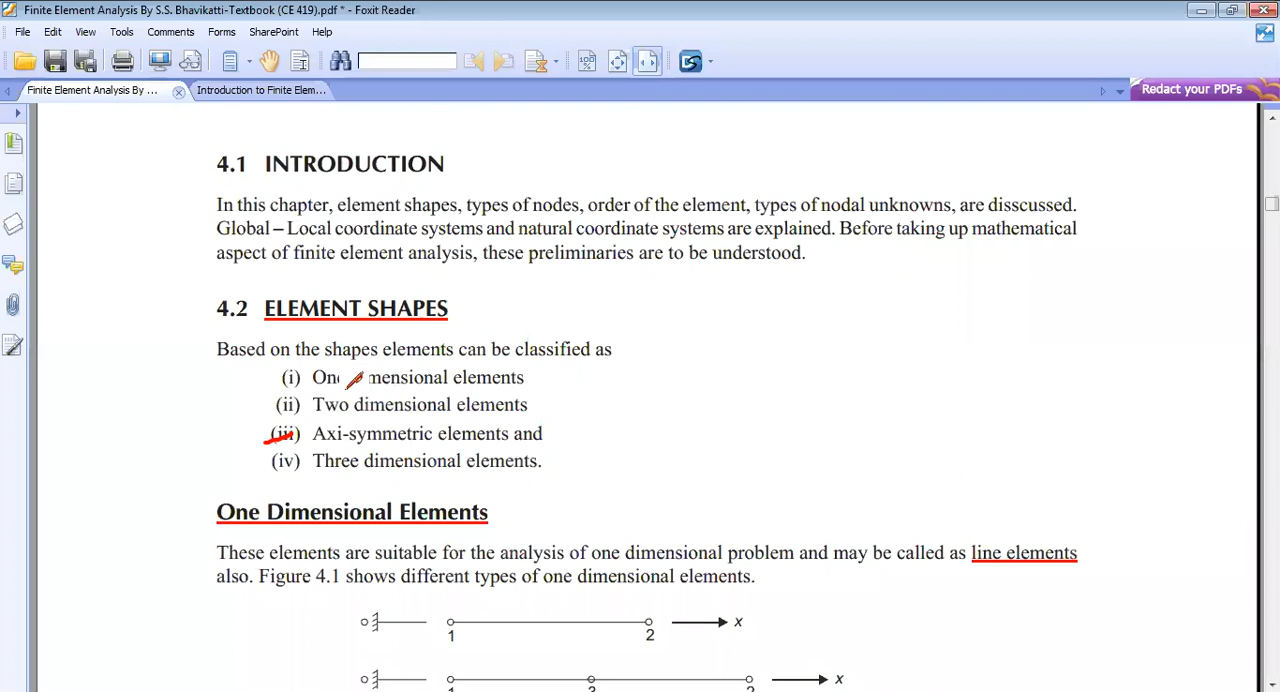 Finite Element Analysis By S.S. Bhavikatti-Textbook (CE 419).pdf * - Foxit Reader
File Edit View Tools Comments Forms SharePoint Help
Finite Element Analysis By ... Introduction to Finite Elem... Redact your PDFs
4.1 INTRODUCTION
In this chapter, element shapes, types of nodes, order of the element, types of nodal unknowns, are disscussed.
Global – Local coordinate systems and natural coordinate systems are explained. Before taking up mathematical
aspect of finite element analysis, these preliminaries are to be understood.
4.2 ELEMENT SHAPES
Based on the shapes elements can be classified as
(i) One mensional elements
(ii) Two dimensional elements
(iii) Axi-symmetric elements and
(iv) Three dimensional elements.
One Dimensional Elements
These elements are suitable for the analysis of one dimensional problem and may be called as line elements
also. Figure 4.1 shows different types of one dimensional elements.
1 2 x
1 3 2 x